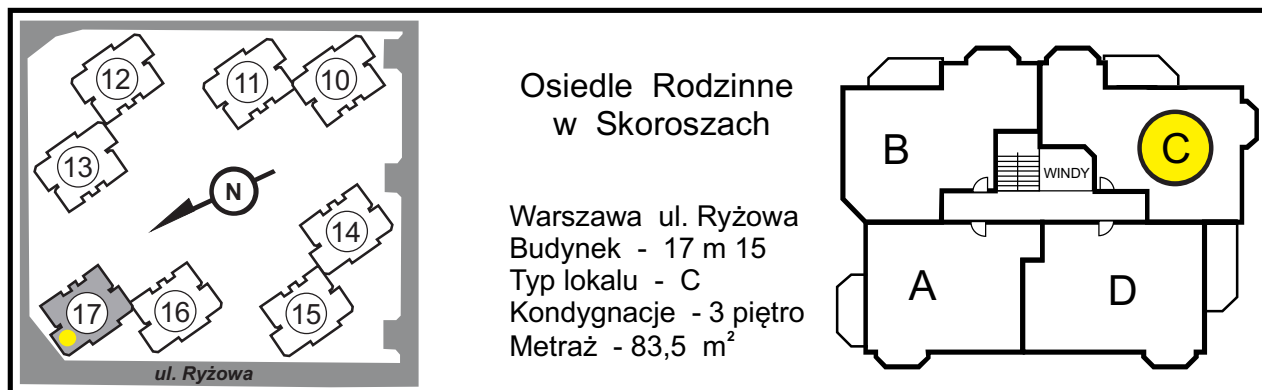 12
11
10
13
N
14
17
16
15
ul. Ryżowa
Osiedle Rodzinne
w Skoroszach
Warszawa ul. Ryżowa
Budynek - 17 m 15
Typ lokalu - C
Kondygnacje - 3 piętro
Metraż - 83,5 m²
B
C
WINDY
A
D